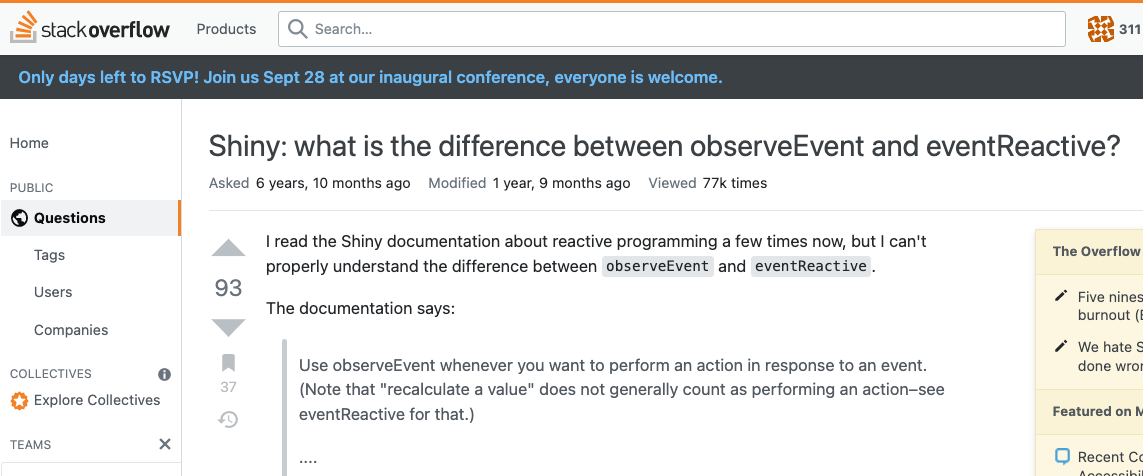 stackoverflow Products Search... 311
Only days left to RSVP! Join us Sept 28 at our inaugural conference, everyone is welcome.
Home
PUBLIC
Questions
Tags
Users
Companies
COLLECTIVES
Explore Collectives
TEAMS
Shiny: what is the difference between observeEvent and eventReactive?
Asked 6 years, 10 months ago Modified 1 year, 9 months ago Viewed 77k times
93
37
I read the Shiny documentation about reactive programming a few times now, but I can't
properly understand the difference between observeEvent and eventReactive.
The documentation says:
Use observeEvent whenever you want to perform an action in response to an event.
(Note that "recalculate a value" does not generally count as performing an action–see
eventReactive for that.)
....
The Overflow
Five nines
burnout (
We hate S
done wro
Featured on M
Recent Co